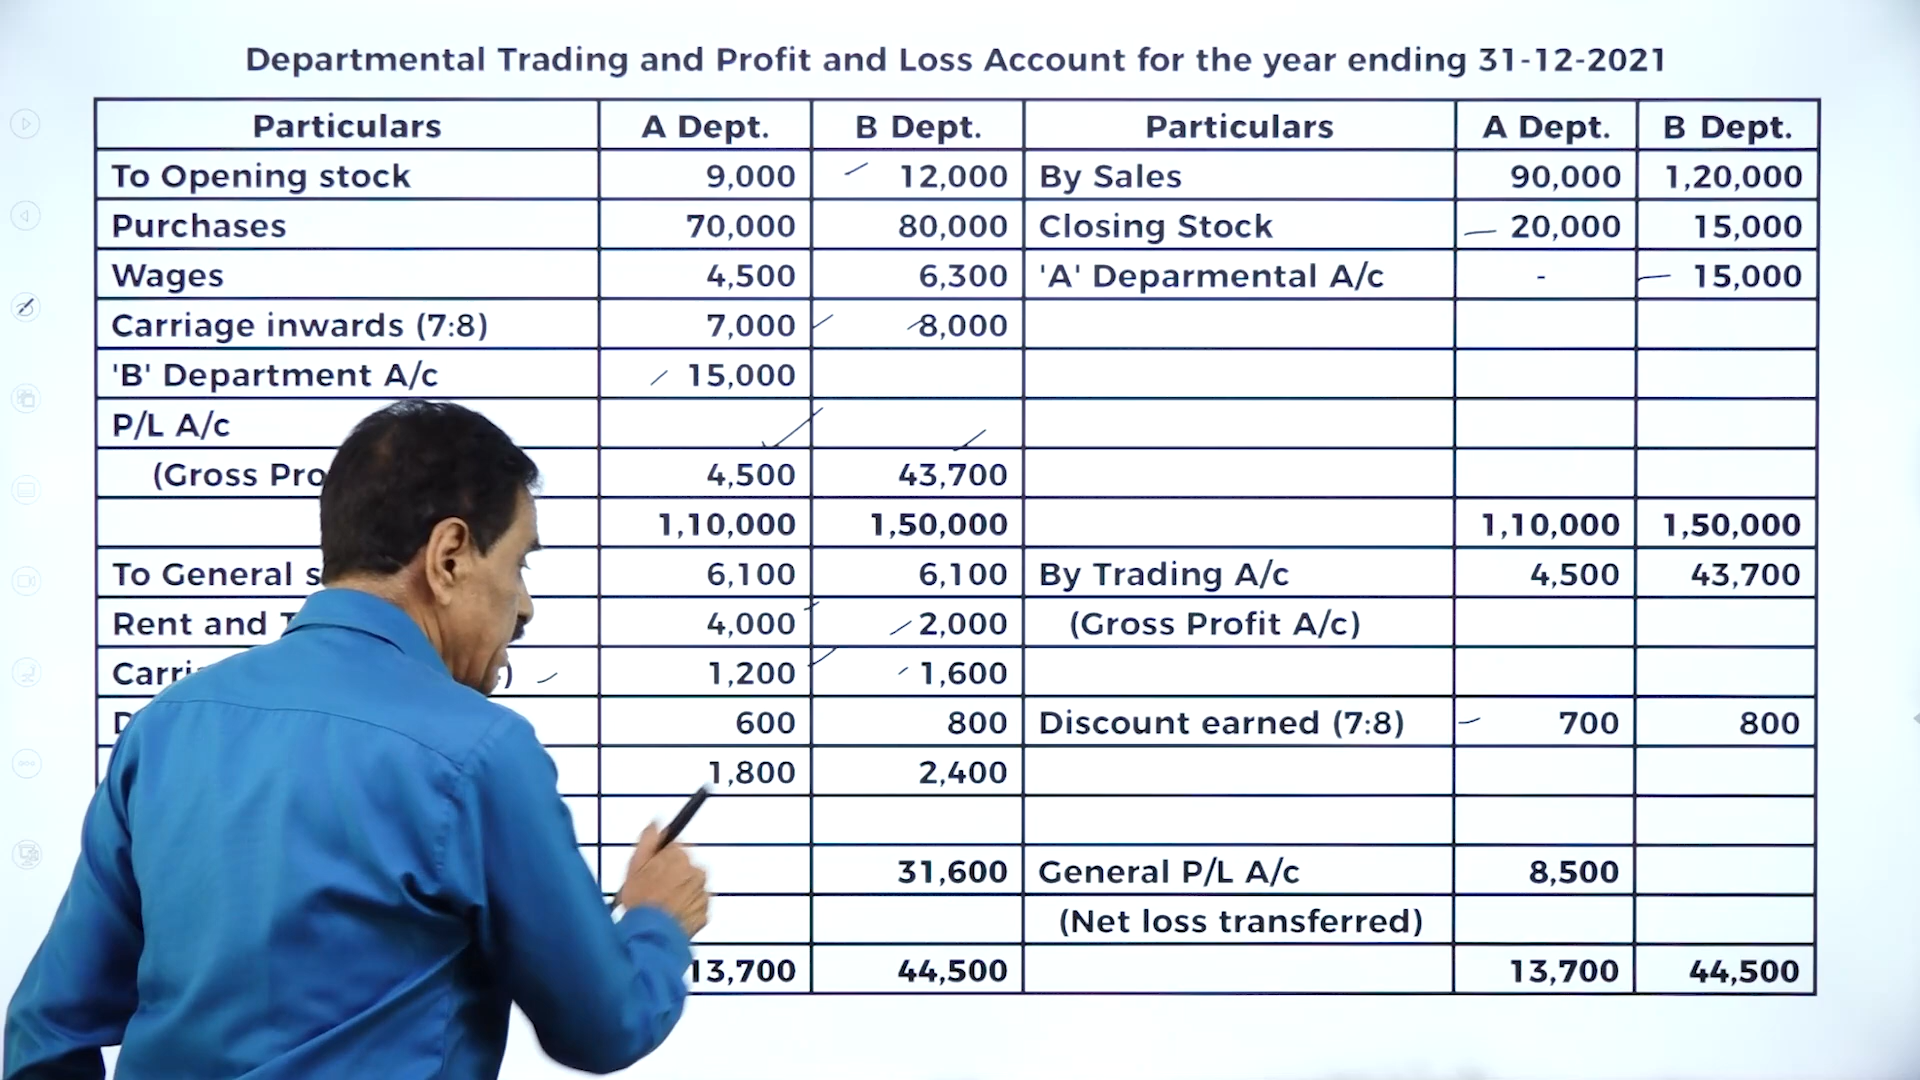 Departmental Trading and Profit and Loss Account for the year ending 31-12-2021
Particulars A Dept. B Dept. Particulars A Dept. B Dept.
To Opening stock 9,000 12,000 By Sales 90,000 1,20,000
Purchases 70,000 80,000 Closing Stock 20,000 15,000
Wages 4,500 6,300 'A' Deparmental A/c - 15,000
Carriage inwards (7:8) 7,000 8,000
'B' Department A/c 15,000
P/L A/c
(Gross 4,500 43,700
1,10,000 1,50,000 1,10,000 1,50,000
To General 6,100 6,100 By Trading A/c 4,500 43,700
Rent and 4,000 2,000 (Gross Profit A/c)
1,200 1,600
600 800 Discount earned (7:8) 700 800
1,800 2,400
31,600 General P/L A/c 8,500
(Net loss transferred)
13,700 44,500 13,700 44,500